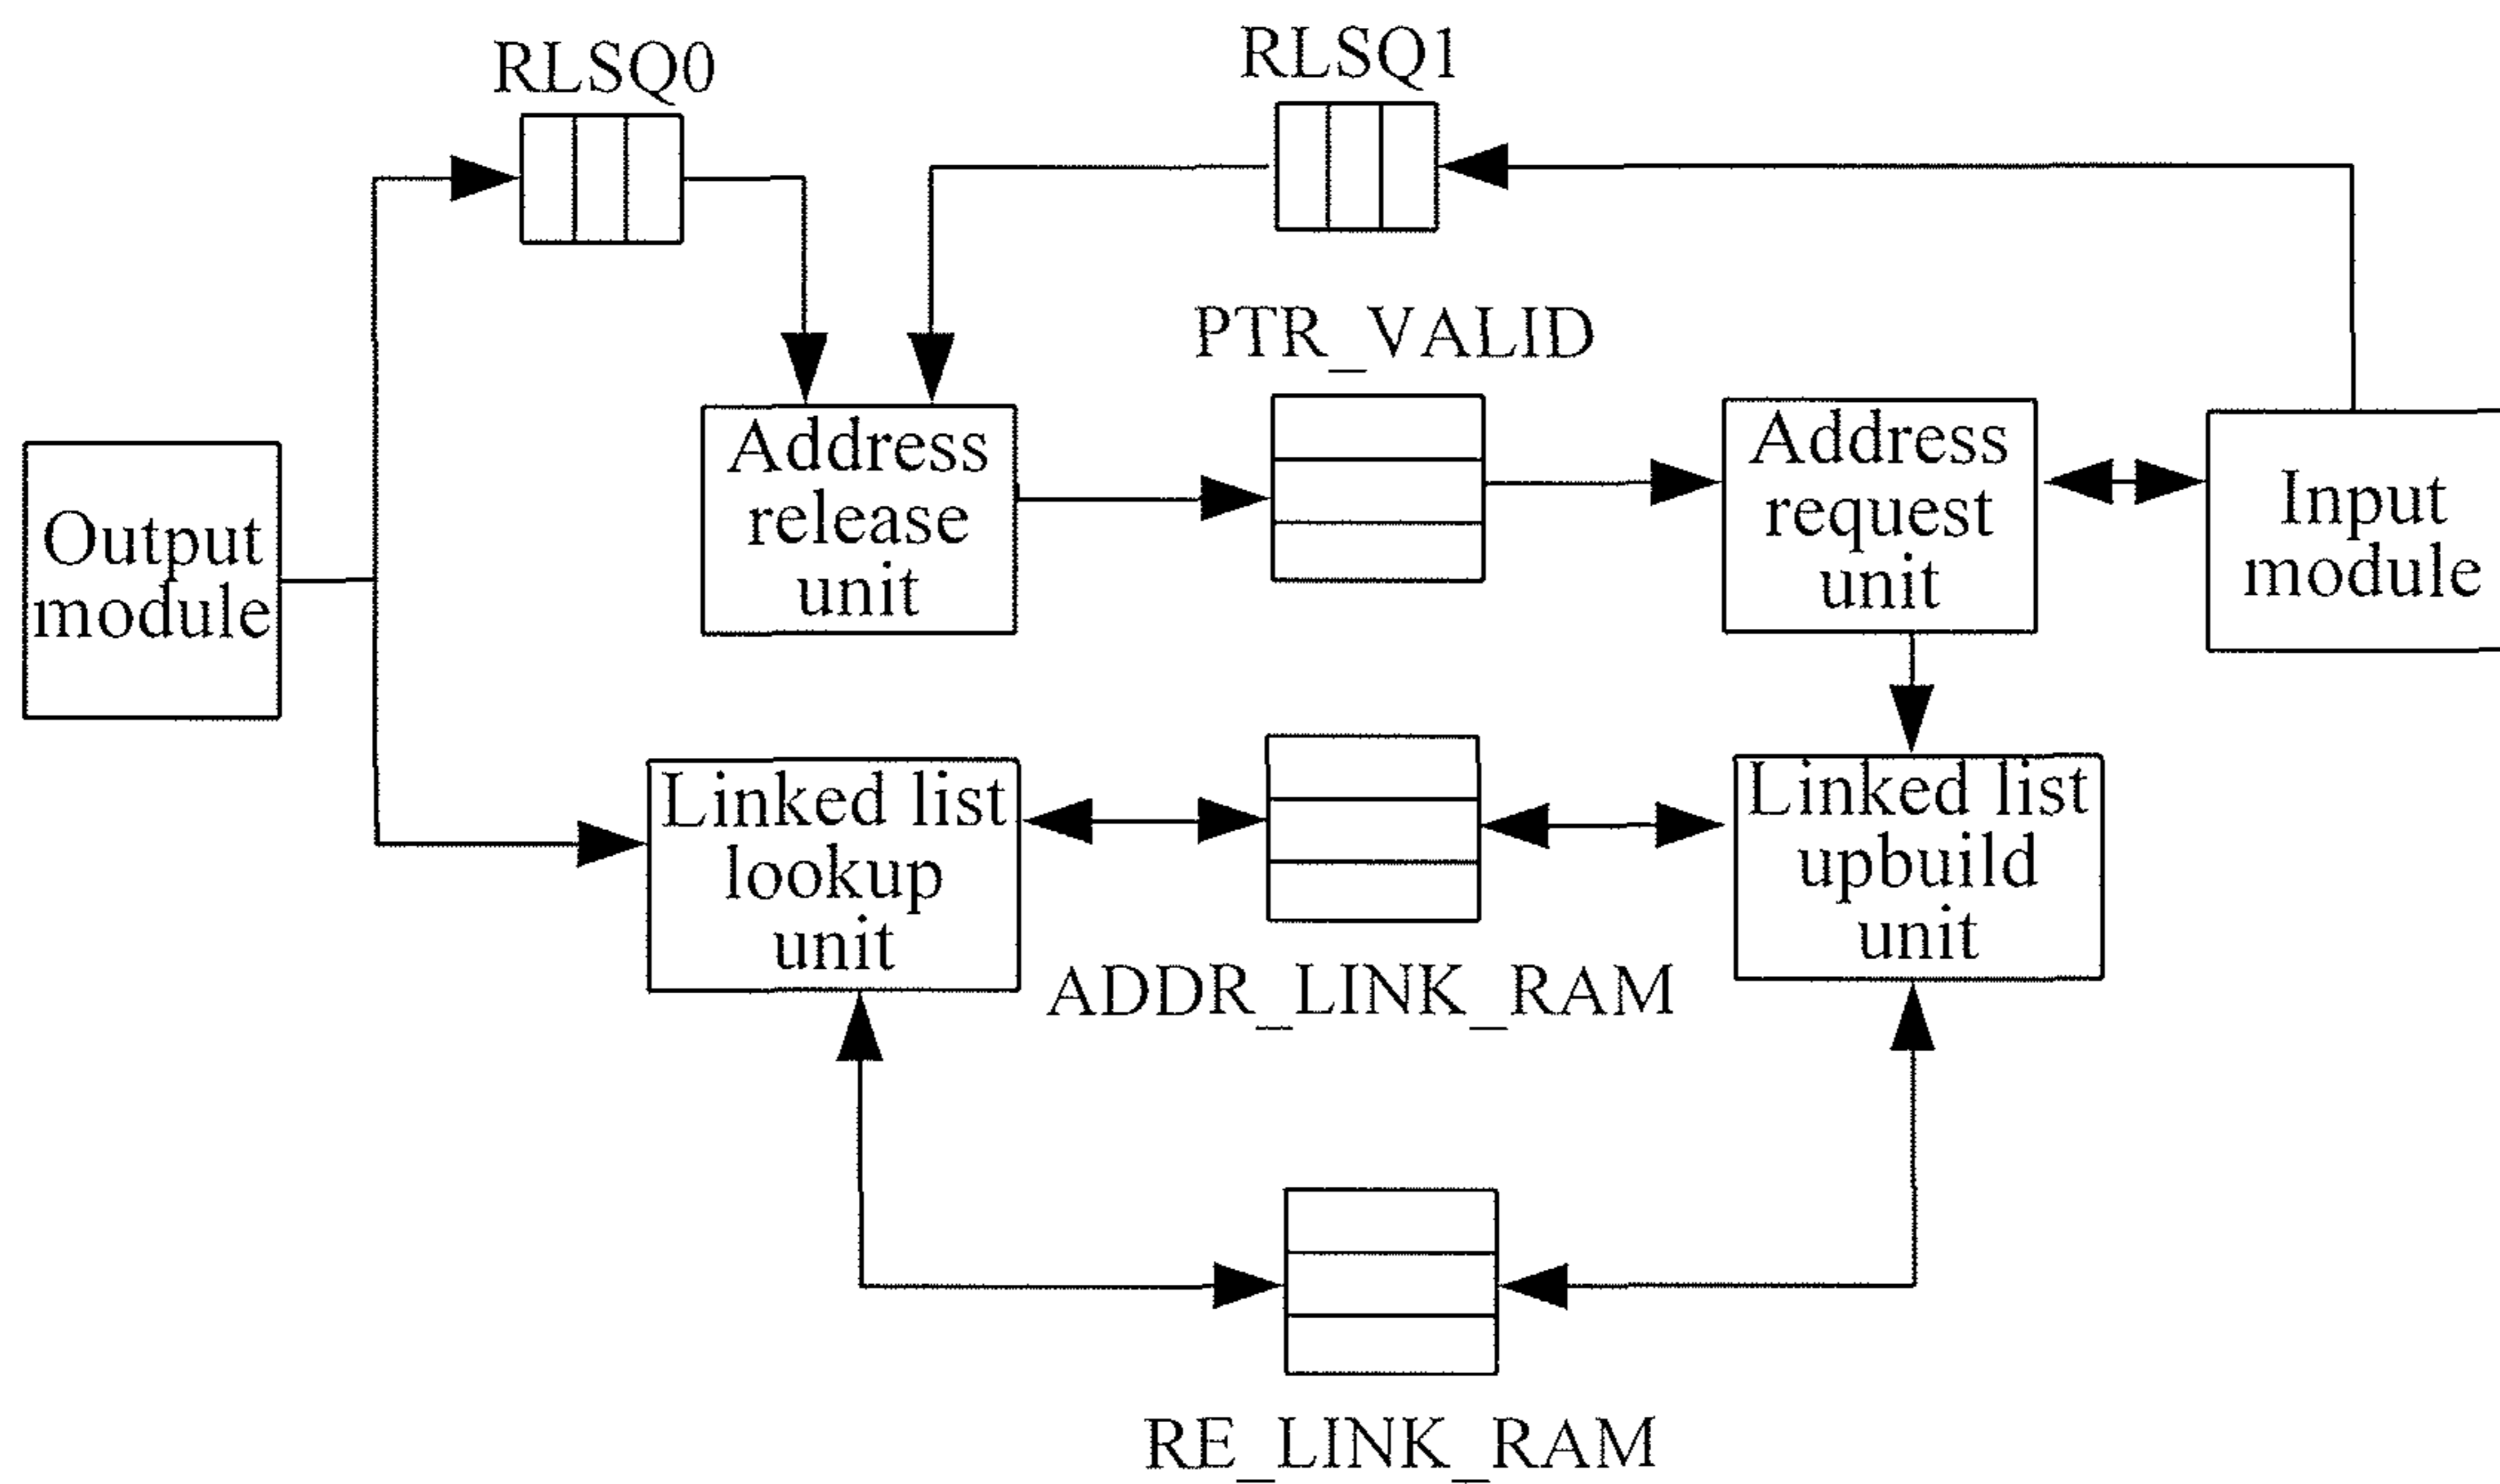 RLSQ0
RLSQ1
PTR_VALID
Output
module
Address
release
unit
Address
request
unit
Input
module
Linked list
lookup
unit
ADDR_LINK_RAM
Linked list
upbuild
unit
RE_LINK_RAM